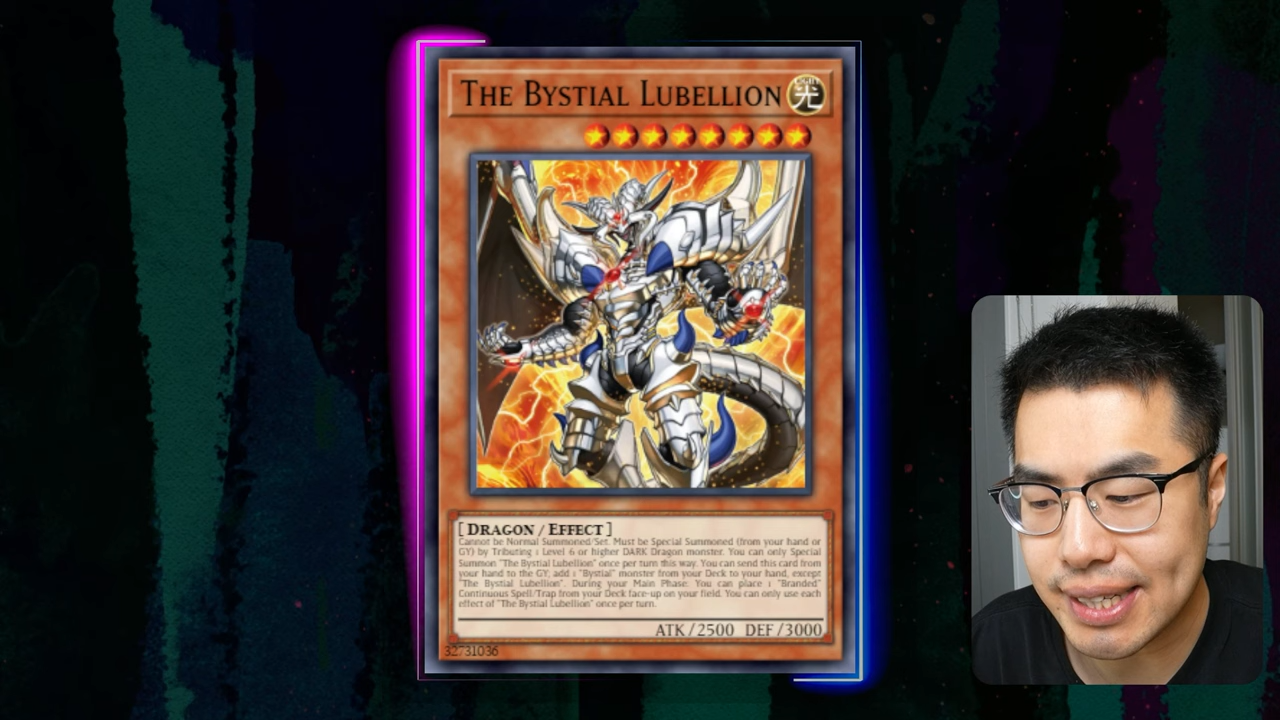 THE BYSTIAL LUBELLION
LIGHT
光
[ DRAGON / EFFECT ]
Cannot be Normal Summoned/Set. Must be Special Summoned (from your hand or
GY) by Tributing 1 Level 6 or higher DARK Dragon monster. You can only Special
Summon "The Bystial Lubellion" once per turn this way. You can send this card from
your hand to the GY; add 1 "Bystial" monster from your Deck to your hand, except
"The Bystial Lubellion". During your Main Phase: You can place 1 "Branded"
Continuous Spell/Trap from your Deck face-up on your field. You can only use each
effect of "The Bystial Lubellion" once per turn.
ATK/2500 DEF/3000
32731036